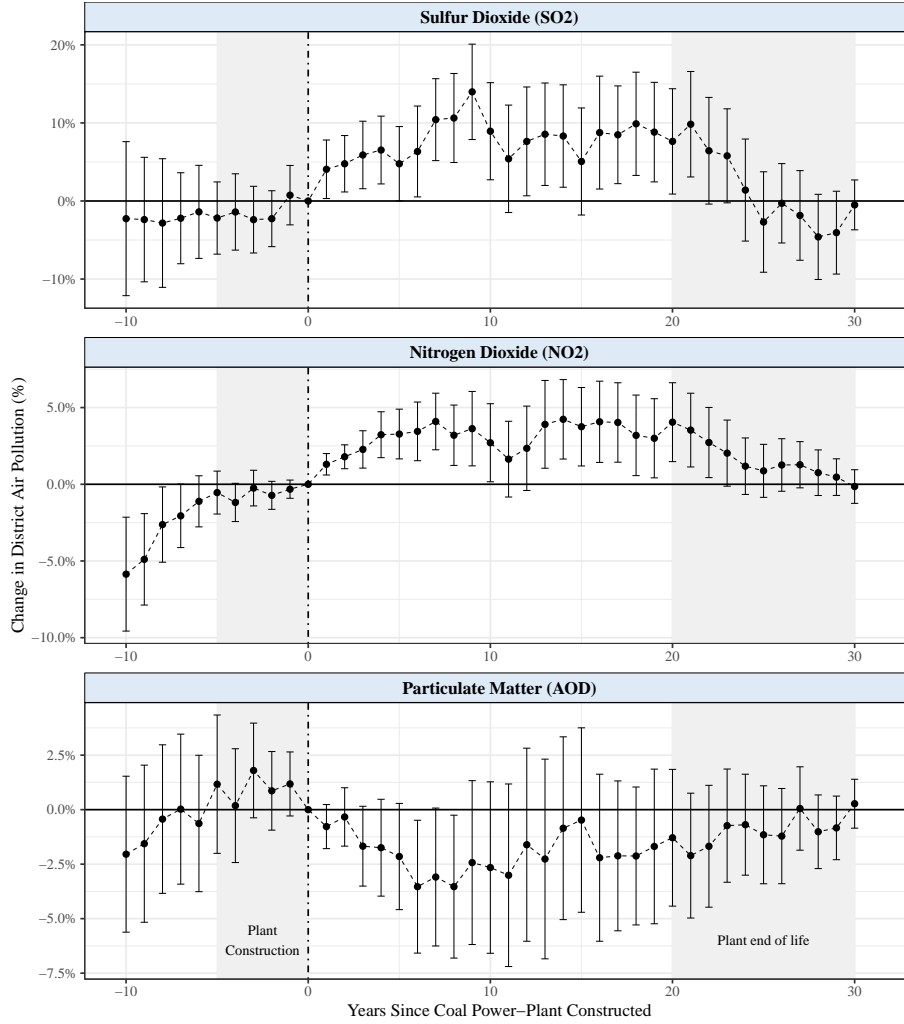 Sulfur Dioxide (SO2)
20%
10%
0%
−10%
−10 0 10 20 30
Nitrogen Dioxide (NO2)
5.0%
0.0%
−5.0%
−10.0%
−10 0 10 20 30
Particulate Matter (AOD)
2.5%
0.0%
−2.5%
−5.0%
−7.5%
Plant
Construction
Plant end of life
−10 0 10 20 30
Change in District Air Pollution (%)
Years Since Coal Power−Plant Constructed